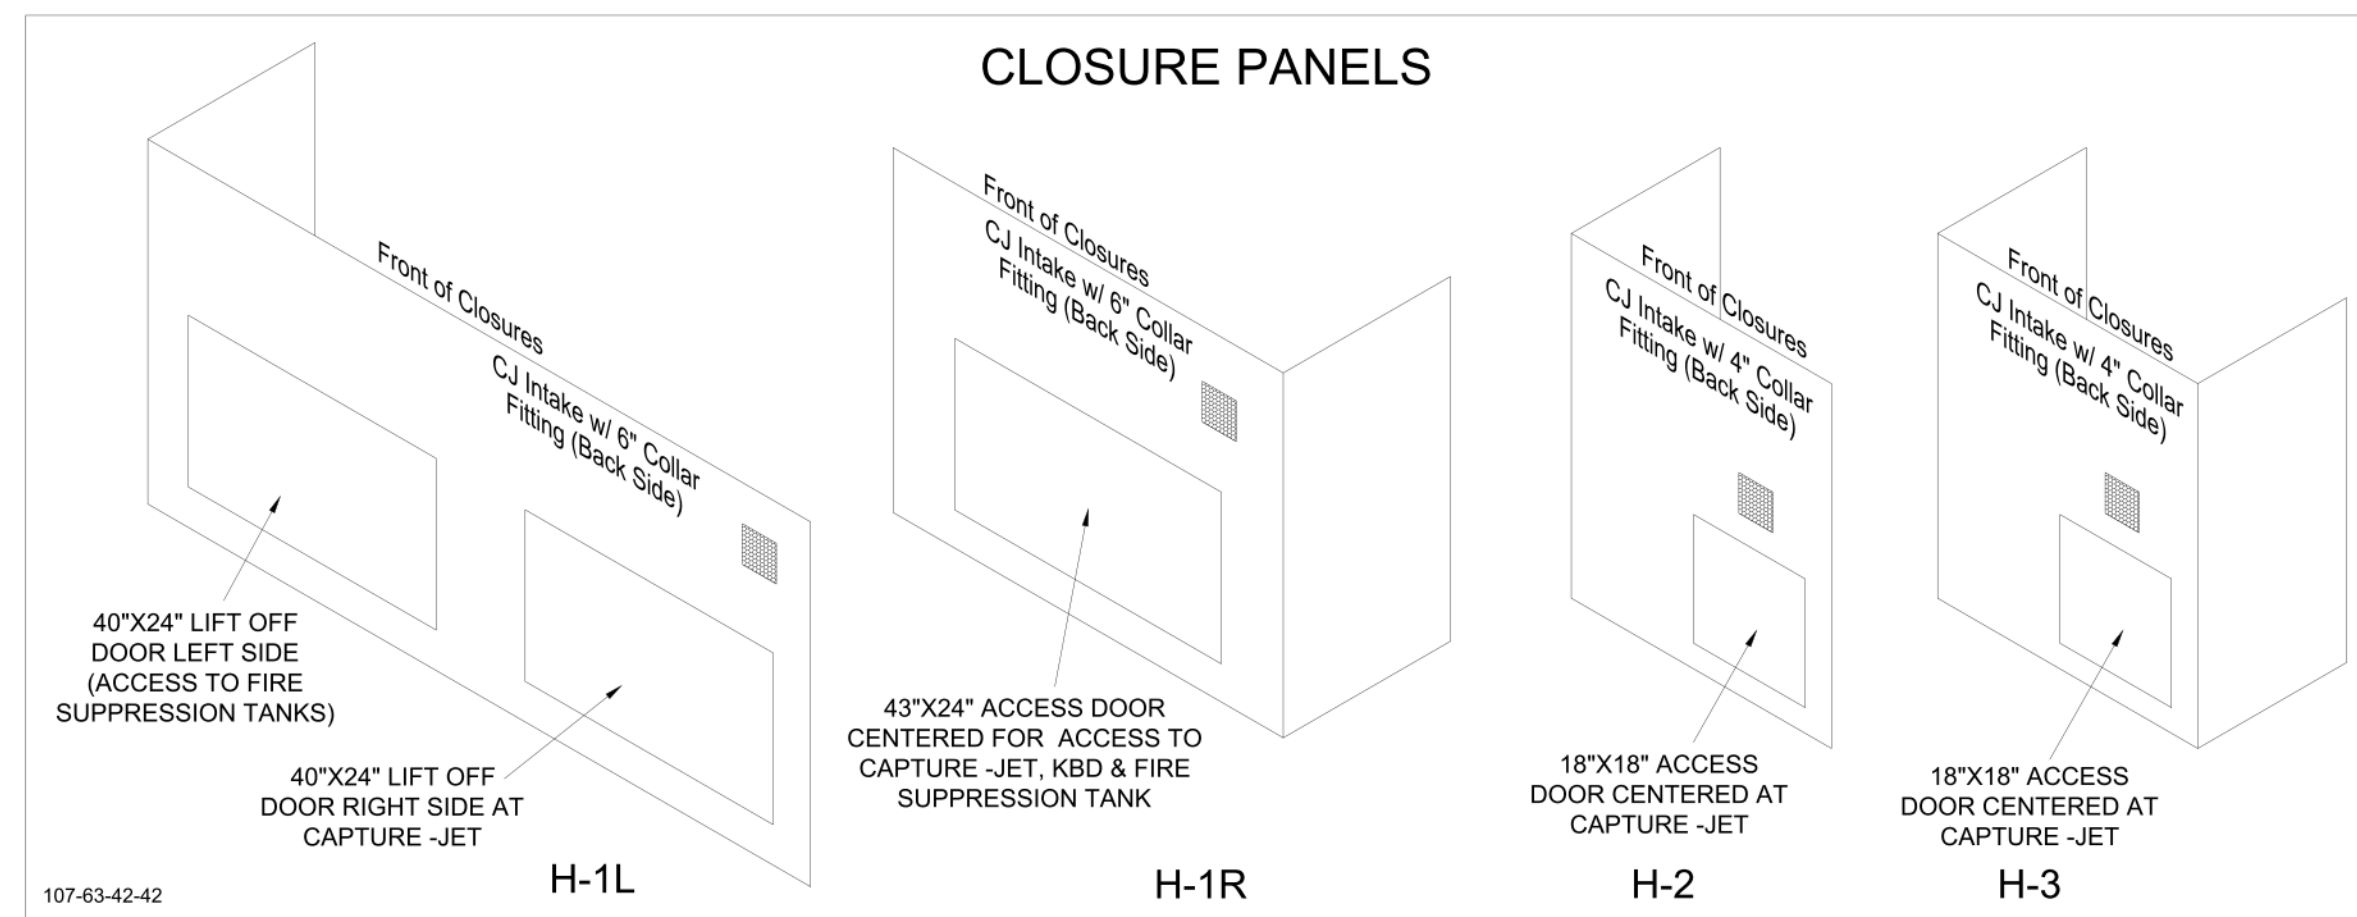 CLOSURE PANELS
Front of Closures
CJ Intake w/ 6" Collar
Fitting (Back Side)
40"X24" LIFT OFF
DOOR LEFT SIDE
(ACCESS TO FIRE
SUPPRESSION TANKS)
40"X24" LIFT OFF
DOOR RIGHT SIDE AT
CAPTURE -JET
H-1L
Front of Closures
CJ Intake w/ 6" Collar
Fitting (Back Side)
43"X24" ACCESS DOOR
CENTERED FOR  ACCESS TO
CAPTURE -JET, KBD & FIRE
SUPPRESSION TANK
H-1R
Front of Closures
CJ Intake w/ 4" Collar
Fitting (Back Side)
18"X18" ACCESS
DOOR CENTERED AT
CAPTURE -JET
H-2
Front of Closures
CJ Intake w/ 4" Collar
Fitting (Back Side)
18"X18" ACCESS
DOOR CENTERED AT
CAPTURE -JET
H-3
107-63-42-42